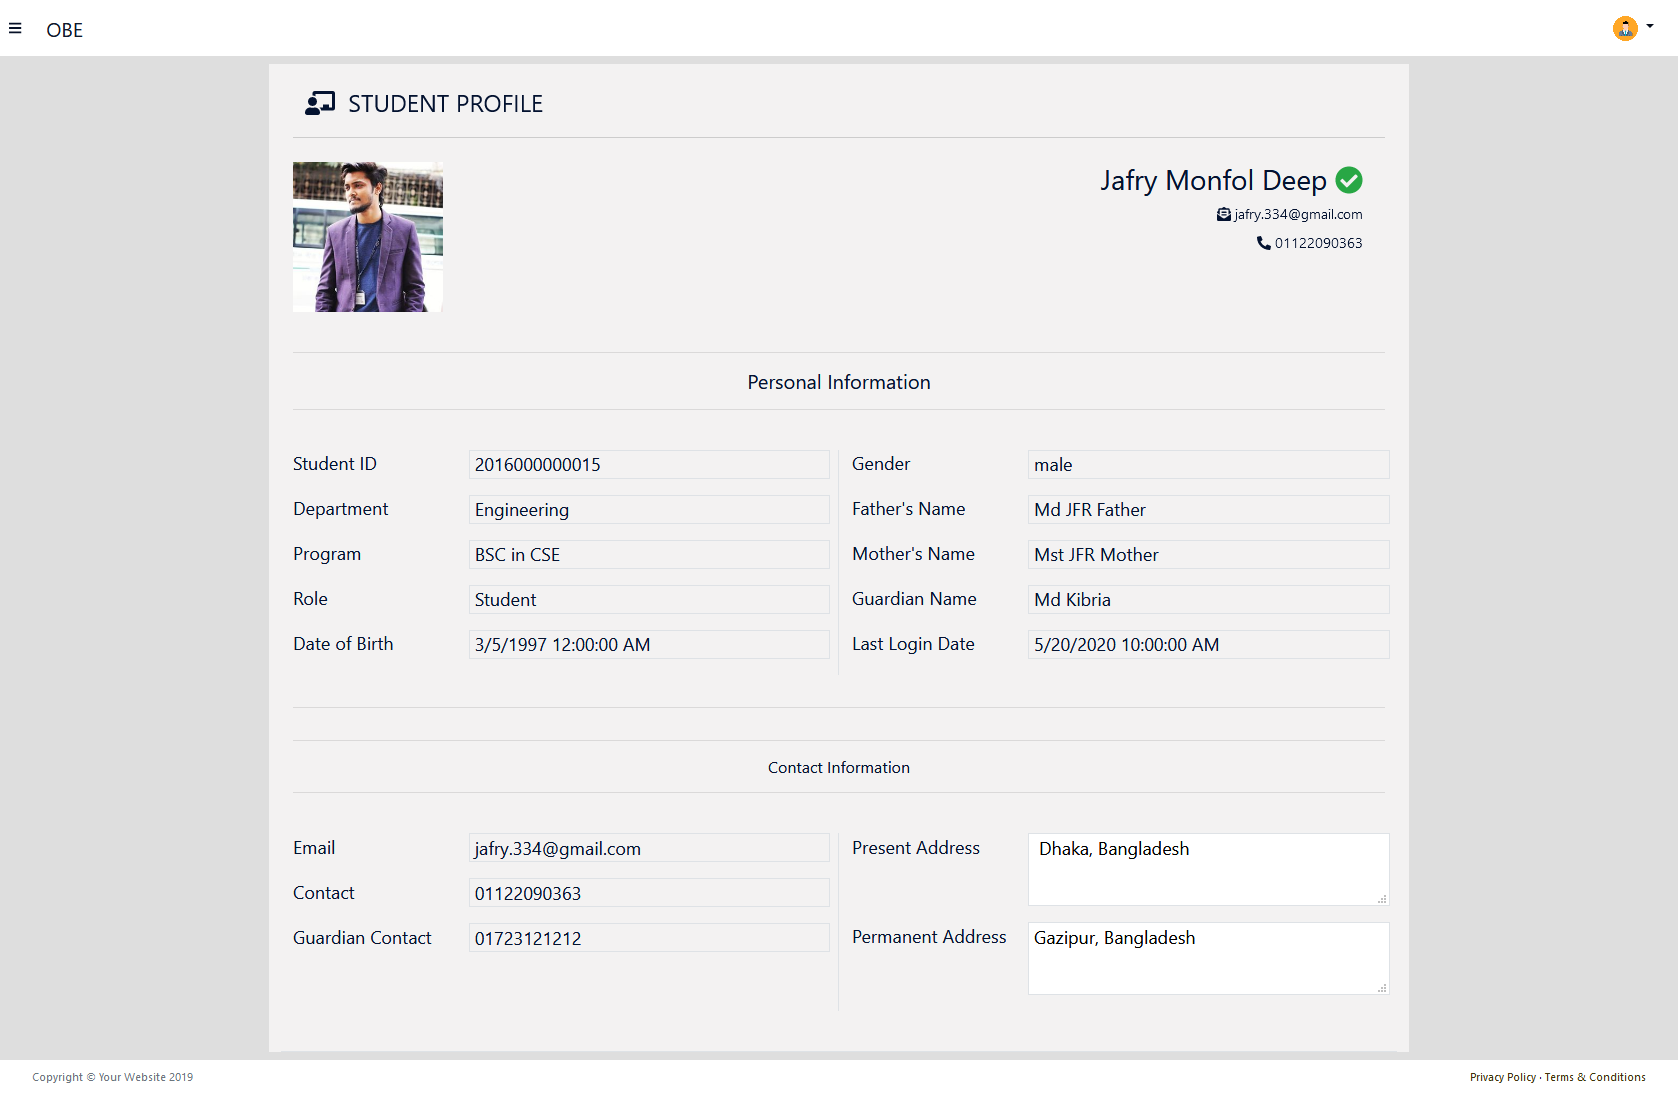 OBE
STUDENT PROFILE
Jafry Monfol Deep
jafry.334@gmail.com
01122090363
Personal Information
Student ID 2016000000015 Gender male
Department Engineering Father's Name Md JFR Father
Program BSC in CSE Mother's Name Mst JFR Mother
Role Student Guardian Name Md Kibria
Date of Birth 3/5/1997 12:00:00 AM Last Login Date 5/20/2020 10:00:00 AM
Contact Information
Email jafry.334@gmail.com Present Address Dhaka, Bangladesh
Contact 01122090363
Guardian Contact 01723121212 Permanent Address Gazipur, Bangladesh
Copyright © Your Website 2019 Privacy Policy · Terms & Conditions